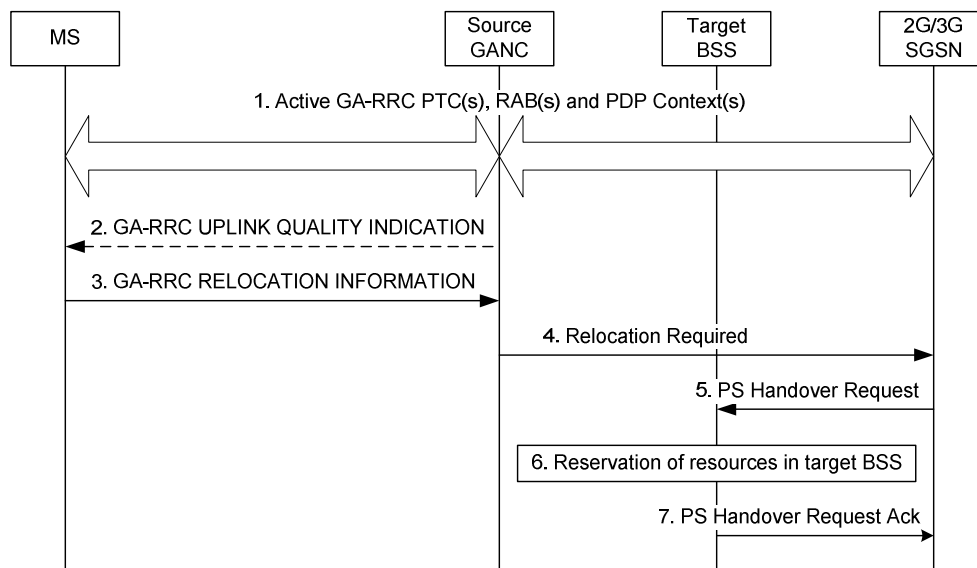 MS
Source
GANC
Target
BSS
2G/3G
SGSN
1. Active GA-RRC PTC(s), RAB(s) and PDP Context(s)
2. GA-RRC UPLINK QUALITY INDICATION
3. GA-RRC RELOCATION INFORMATION
4. Relocation Required
5. PS Handover Request
6. Reservation of resources in target BSS
7. PS Handover Request Ack